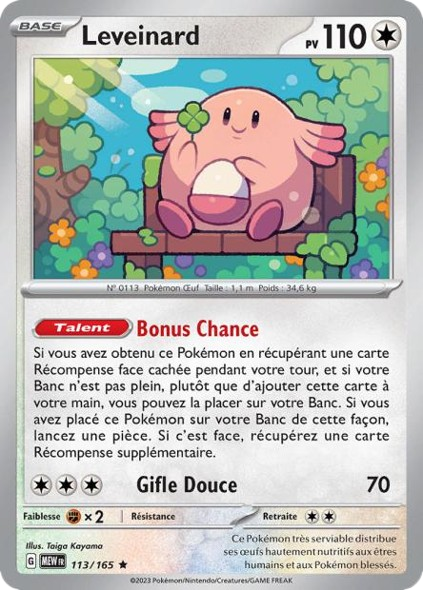 BASE
Leveinard
PV 110
N° 0113 Pokémon Œuf Taille : 1,1 m Poids : 34,6 kg
Talent Bonus Chance
Si vous avez obtenu ce Pokémon en récupérant une carte
Récompense face cachée pendant votre tour, et si votre
Banc n'est pas plein, plutôt que d'ajouter cette carte à
votre main, vous pouvez la placer sur votre Banc. Si vous
avez placé ce Pokémon sur votre Banc de cette façon,
lancez une pièce. Si c'est face, récupérez une carte
Récompense supplémentaire.
Gifle Douce 70
Faiblesse ×2 Résistance Retraite
Illus. Taiga Kayama
G MEW FR 113/165 ★
Ce Pokémon très serviable distribue
ses œufs hautement nutritifs aux êtres
humains et aux Pokémon blessés.
©2023 Pokémon/Nintendo/Creatures/GAME FREAK